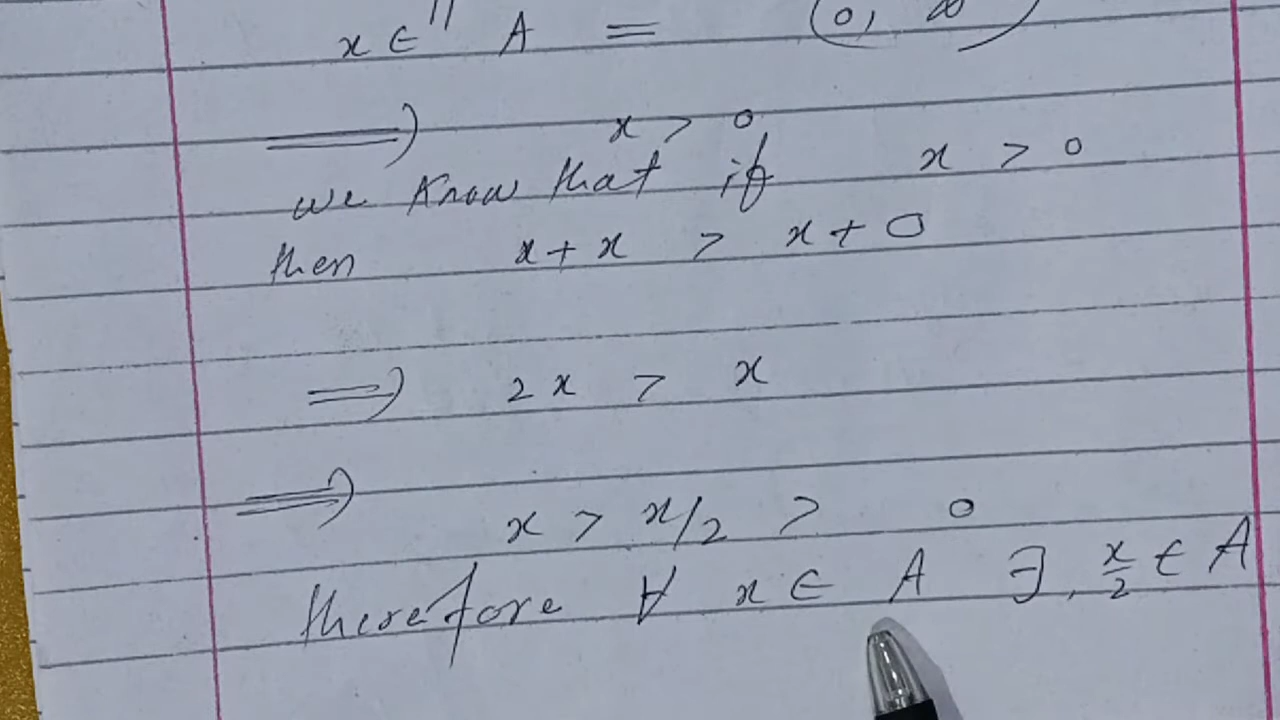 x ∈ A = (0, ∞)
⟹ x > 0
we know that if x > 0
then x + x > x + 0
⟹ 2x > x
⟹ x > x/2 > 0
therefore ∀ x ∈ A ∃, x/2 ∈ A